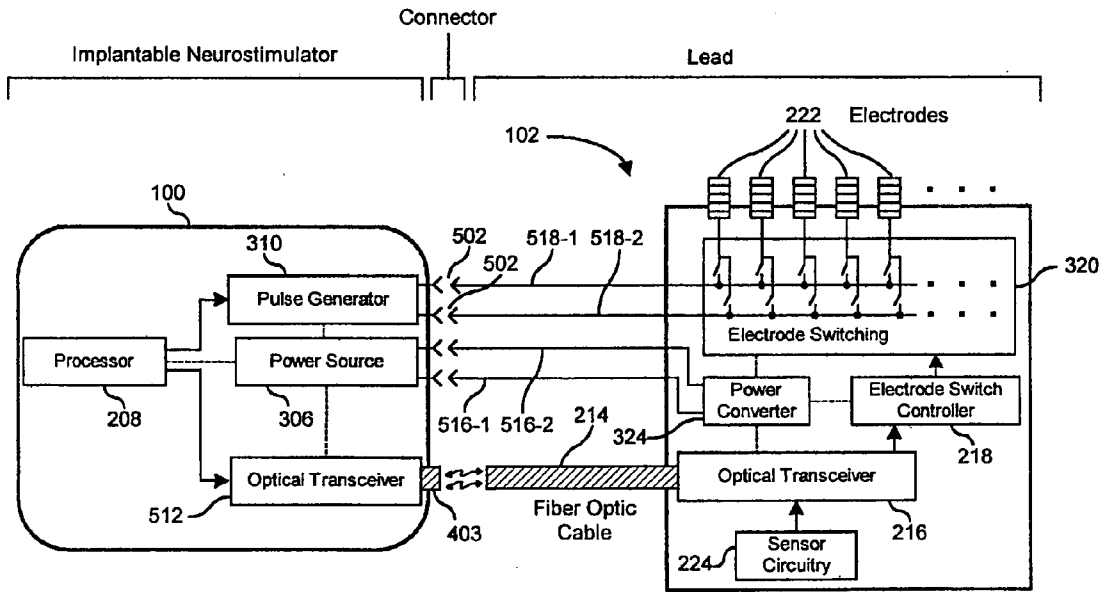 Connector
Implantable Neurostimulator
Lead
222 Electrodes
102
100
310
502
502
518-1
518-2
320
Pulse Generator
Electrode Switching
Processor
Power Source
208
306
516-1
516-2
214
Power
Converter
324
Electrode Switch
Controller
218
Optical Transceiver
512
403
Fiber Optic
Cable
Optical Transceiver
216
224
Sensor
Circuitry